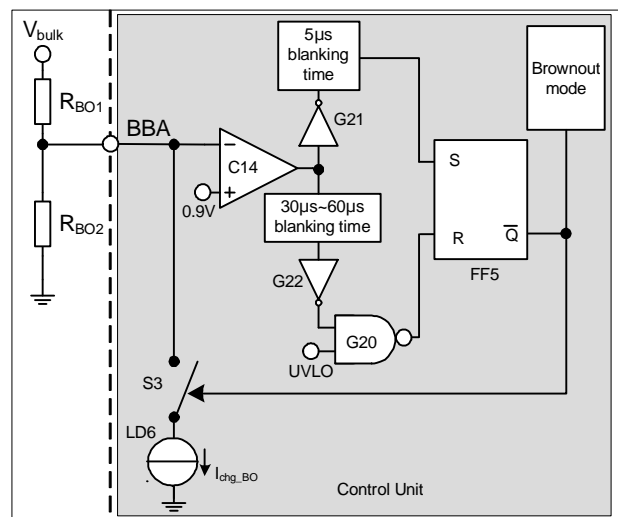 V_bulk
R_BO1
R_BO2
BBA
5µs
blanking
time
Brownout
mode
G21
C14
−
+
0.9V
30µs~60µs
blanking time
G22
G20
UVLO
S
R
Q̅
FF5
S3
LD6
I_chg_BO
Control Unit